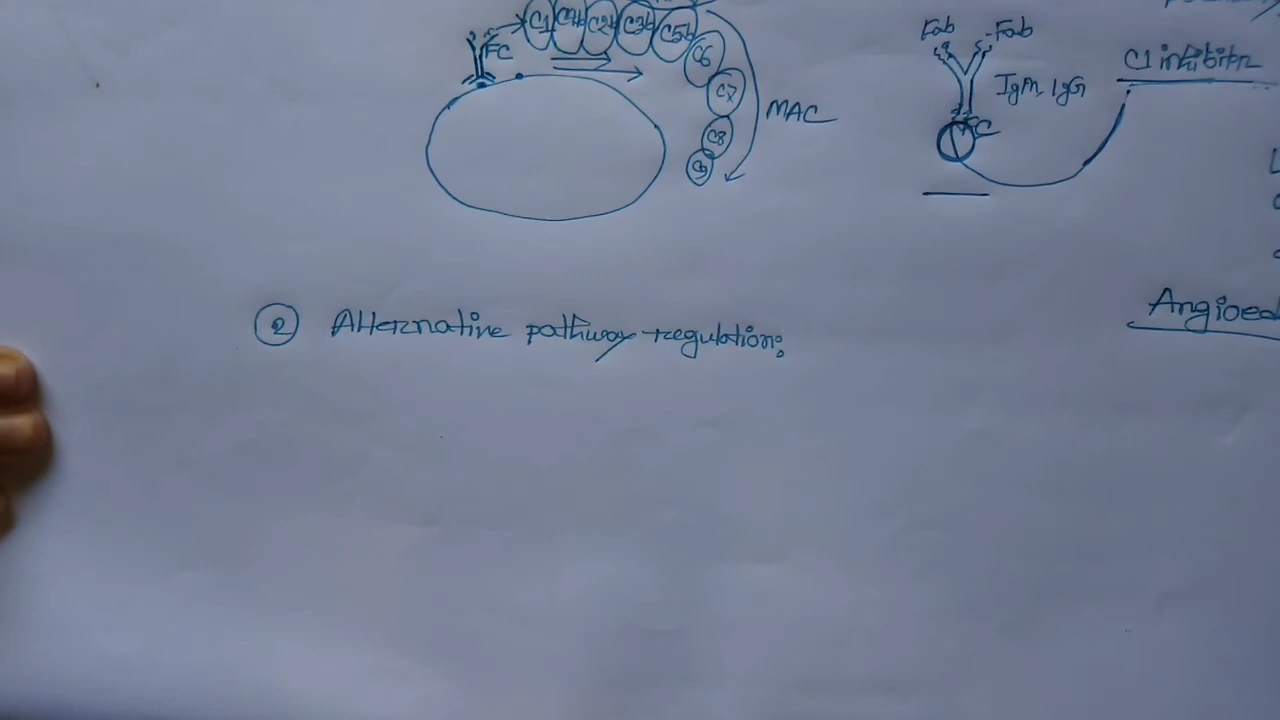 C1 C4b C2b C3b C5b
FC
C6
C7
C8
C9
MAC
Fab Fab
IgM, IgG
FC
C1 inhibitor
② Alternative pathway regulation:
Angioed